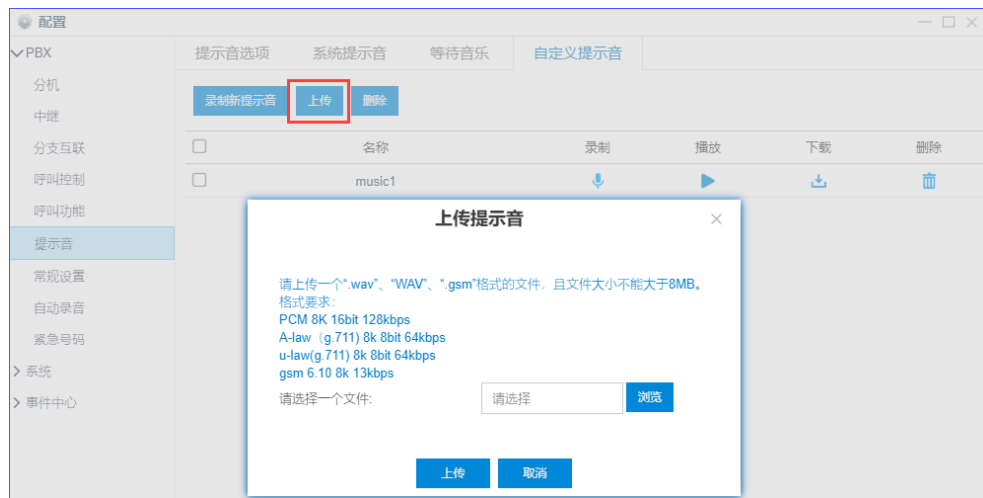 配置
PBX
分机
中继
分支互联
呼叫控制
呼叫功能
提示音
常规设置
自动录音
紧急号码
系统
事件中心
提示音选项 系统提示音 等待音乐 自定义提示音
录制新提示音 上传 删除
名称 录制 播放 下载 删除
music1
上传提示音
请上传一个“.wav”、“WAV”、“.gsm”格式的文件，且文件大小不能大于8MB。
格式要求：
PCM 8K 16bit 128kbps
A-law（g.711) 8k 8bit 64kbps
u-law(g.711) 8k 8bit 64kbps
gsm 6.10 8k 13kbps
请选择一个文件: 请选择 浏览
上传 取消